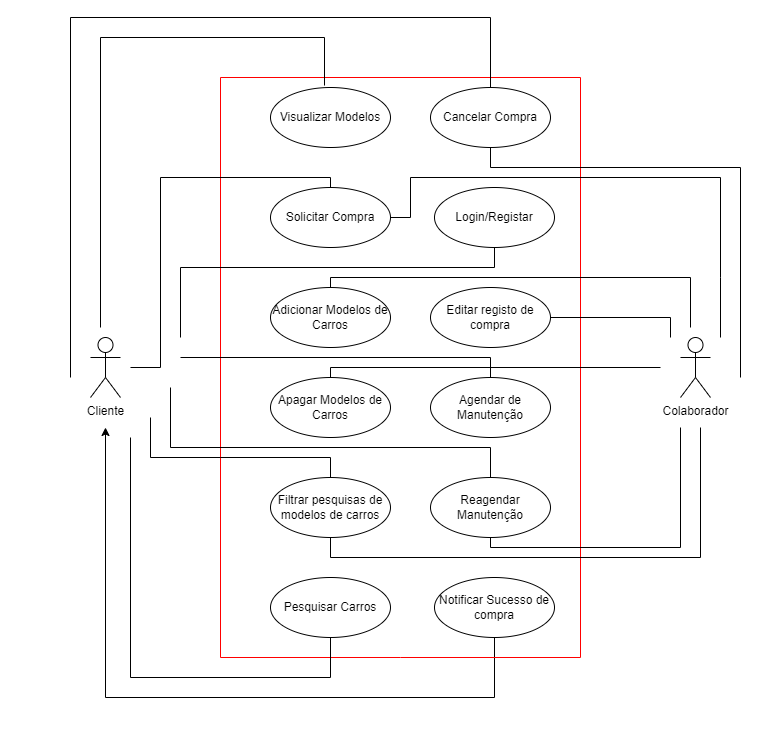 Visualizar Modelos
Cancelar Compra
Solicitar Compra
Login/Registar
Adicionar Modelos de
Carros
Editar registo de
compra
Cliente
Apagar Modelos de
Carros
Agendar de
Manutenção
Colaborador
Filtrar pesquisas de
modelos de carros
Reagendar
Manutenção
Pesquisar Carros
Notificar Sucesso de
compra